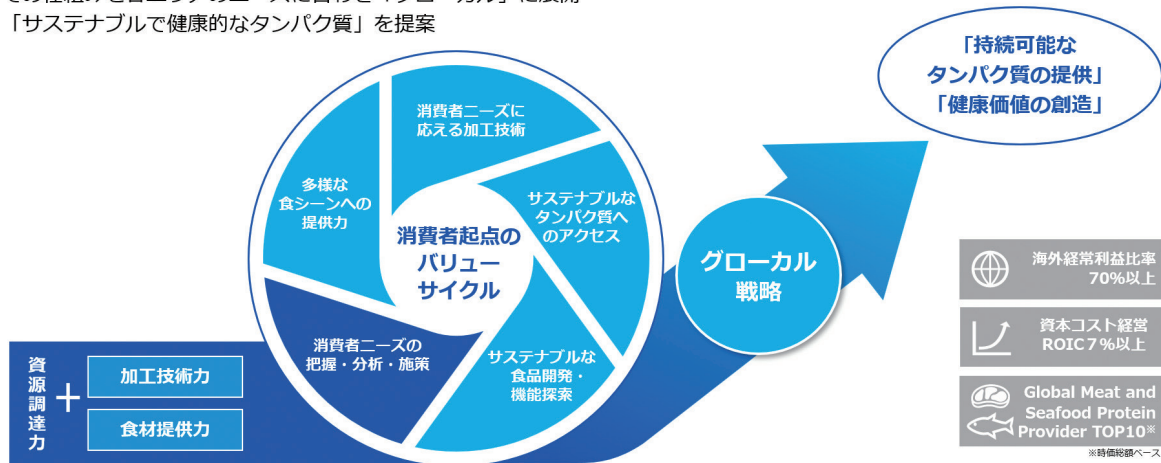 「サステナブルで健康的なタンパク質」を提案
「持続可能な
タンパク質の提供」
「健康価値の創造」
消費者ニーズに
応える加工技術
多様な
食シーンへの
提供力
サステナブルな
タンパク質へ
のアクセス
消費者起点の
バリュー
サイクル
消費者ニーズの
把握・分析・施策
サステナブルな
食品開発・
機能探索
グローカル
戦略
資源調達力
+
加工技術力
食材提供力
海外経常利益比率
70%以上
資本コスト経営
ROIC7%以上
Global Meat and
Seafood Protein
Provider TOP10※
※時価総額ベース